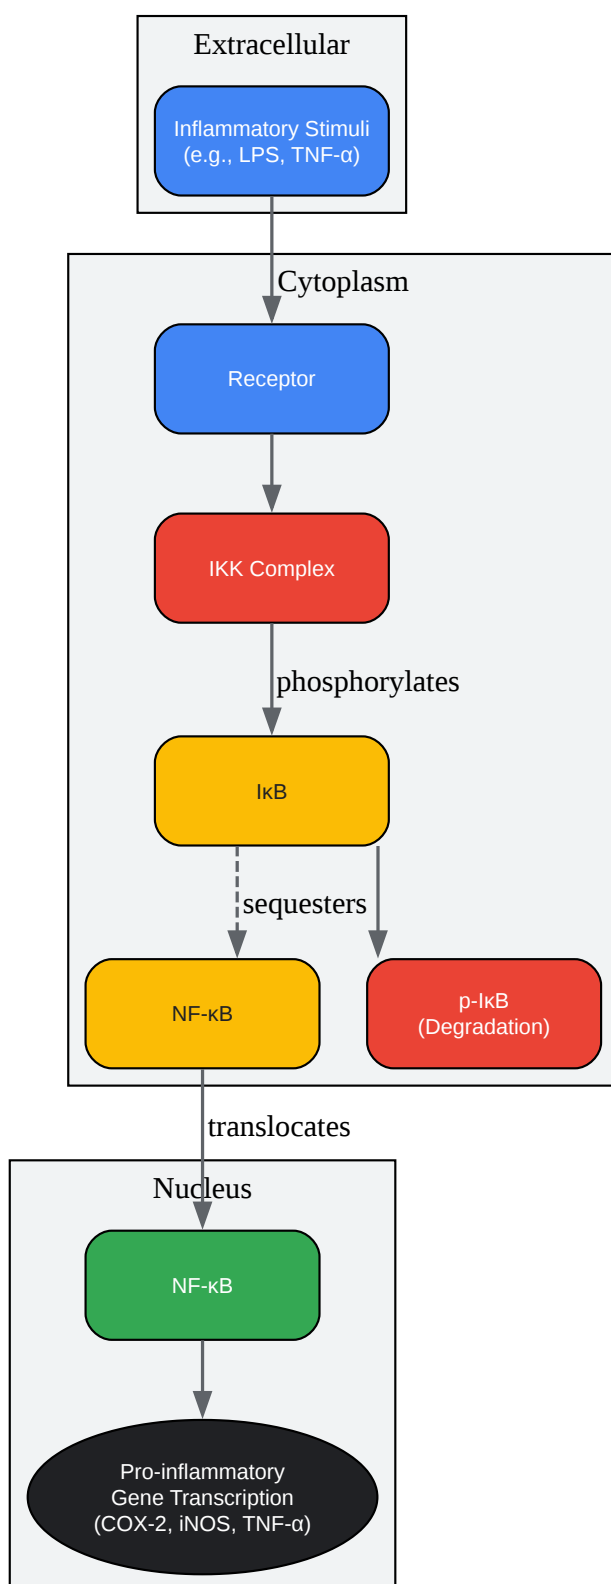 Extracellular
Inflammatory Stimuli
(e.g., LPS, TNF-α)
Cytoplasm
Receptor
IKK Complex
phosphorylates
IκB
sequesters
NF-κB
p-IκB
(Degradation)
translocates
Nucleus
NF-κB
Pro-inflammatory
Gene Transcription
(COX-2, iNOS, TNF-α)